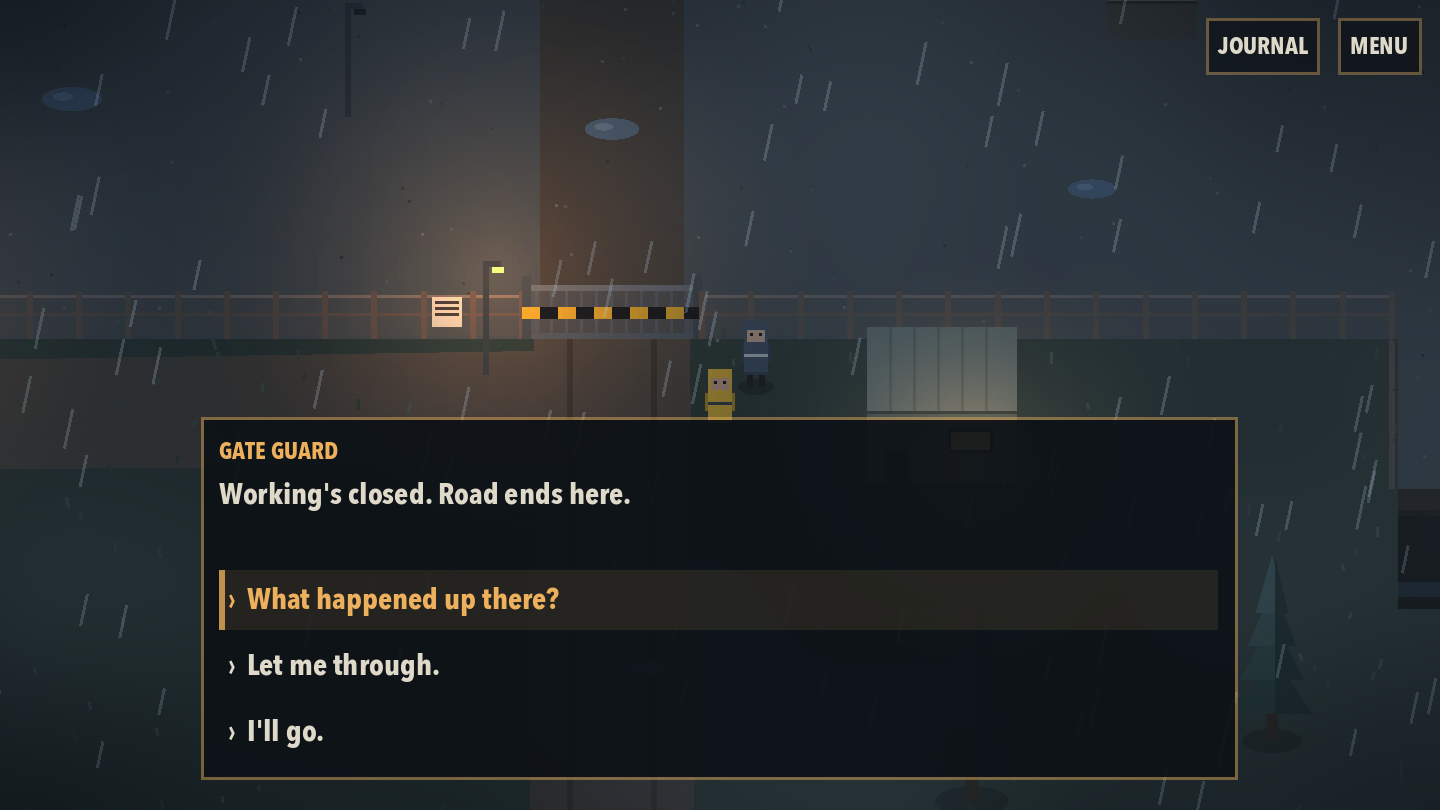 JOURNAL MENU
GATE GUARD
Working's closed. Road ends here.
› What happened up there?
› Let me through.
› I'll go.